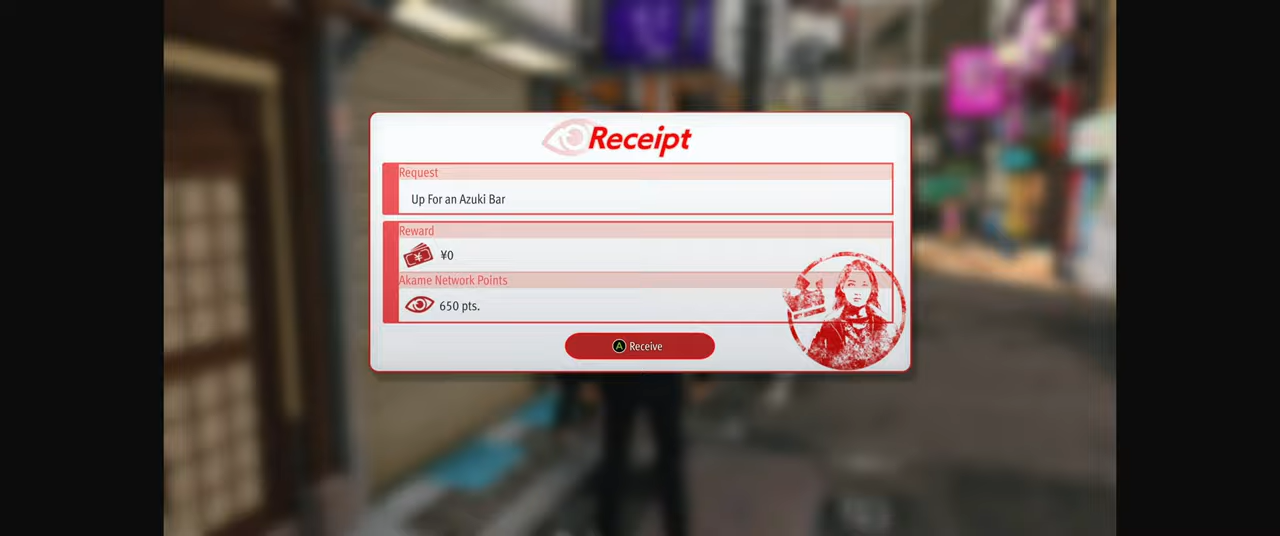 Receipt
Request
Up For an Azuki Bar
Reward
¥0
Akame Network Points
650 pts.
A Receive